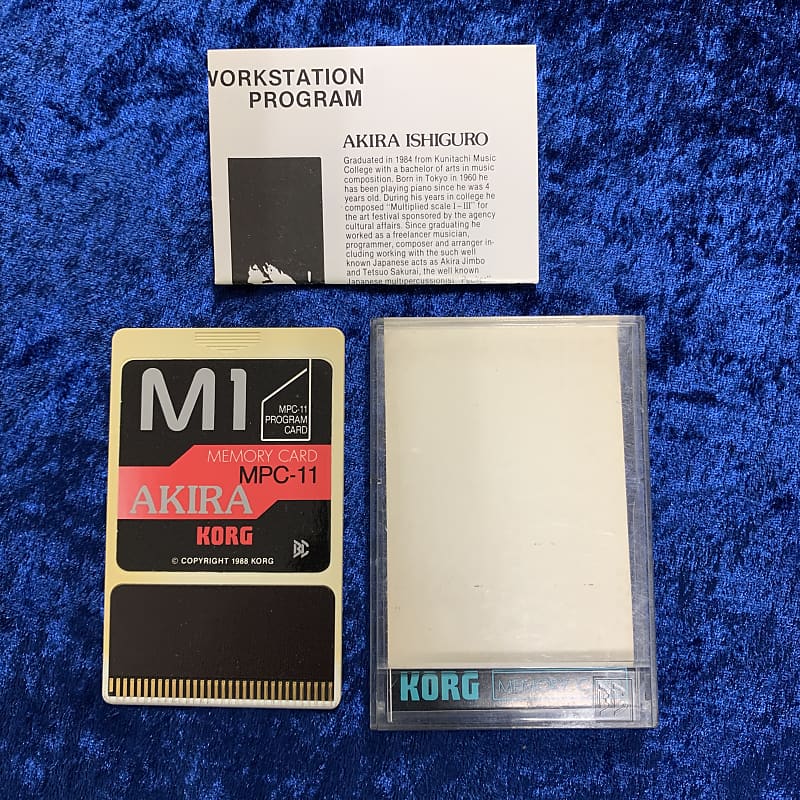 WORKSTATION
PROGRAM
AKIRA ISHIGURO
Graduated in 1984 from Kunitachi Music
College with a bachelor of arts in music
composition. Born in Tokyo in 1960 he
has been playing piano since he was 4
years old. During his years in college he
composed "Multiplied scale I – III" for
the art festival sponsored by the agency
cultural affairs. Since graduating he
worked as a freelancer musician,
programmer, composer and arranger in-
cluding working with the such well
known Japanese acts as Akira Jimbo
and Tetsuo Sakurai, the well known
Japanese multipercussionist
M1
MPC-11
PROGRAM
CARD
MEMORY CARD
MPC-11
AKIRA
KORG
© COPYRIGHT 1988 KORG
KORG MEMORY